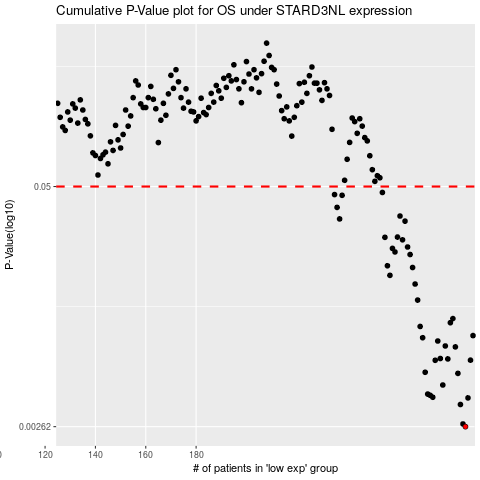 Cumulative P-Value plot for OS under STARD3NL expression
P-Value(log10)
0.05
0.00262
0 120 140 160 180
# of patients in 'low exp' group